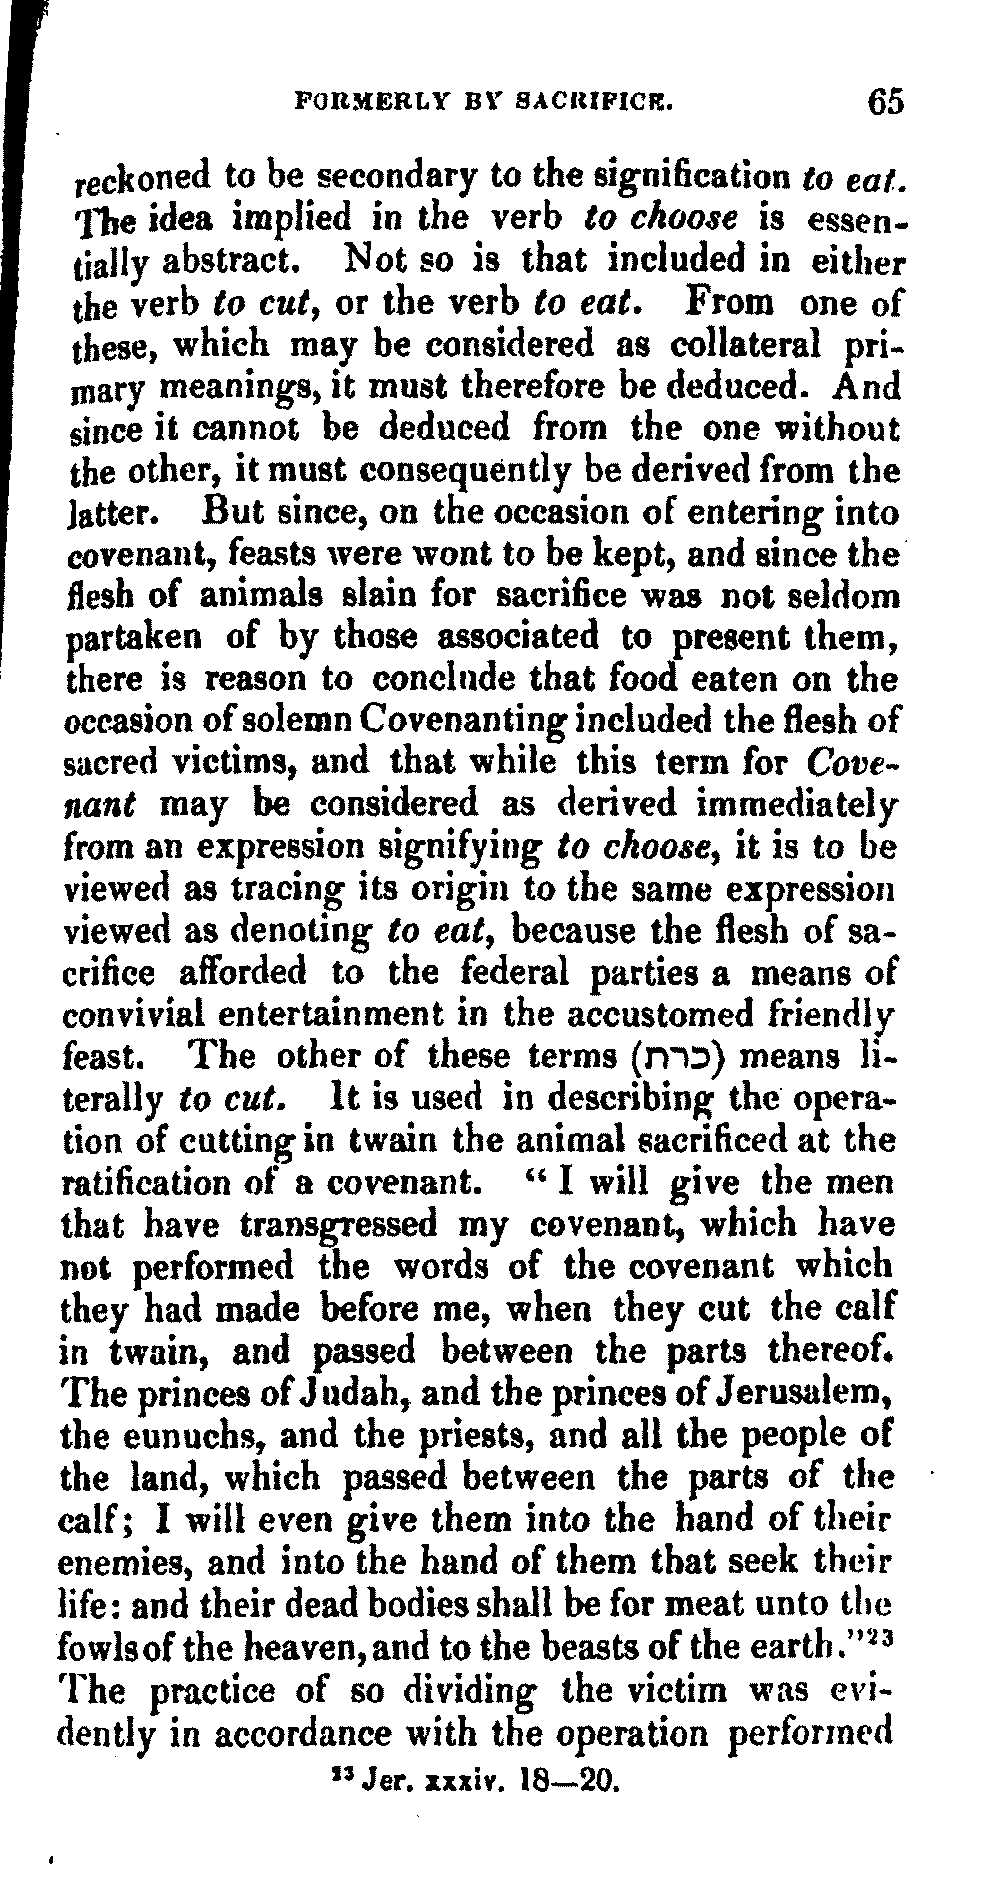 FORMERLY BY SACRIFICE. 65
reckoned to be secondary to the signification to eat.
The idea implied in the verb to choose is essen-
tially abstract. Not so is that included in either
the verb to cut, or the verb to eat. From one of
these, which may be considered as collateral pri-
mary meanings, it must therefore be deduced. And
since it cannot be deduced from the one without
the other, it must consequently be derived from the
latter. But since, on the occasion of entering into
covenant, feasts were wont to be kept, and since the
flesh of animals slain for sacrifice was not seldom
partaken of by those associated to present them,
there is reason to conclude that food eaten on the
occasion of solemn Covenanting included the flesh of
sacred victims, and that while this term for Cove-
nant may be considered as derived immediately
from an expression signifying to choose, it is to be
viewed as tracing its origin to the same expression
viewed as denoting to eat, because the flesh of sa-
crifice afforded to the federal parties a means of
convivial entertainment in the accustomed friendly
feast. The other of these terms (כרת) means li-
terally to cut. It is used in describing the opera-
tion of cutting in twain the animal sacrificed at the
ratification of a covenant. “ I will give the men
that have transgressed my covenant, which have
not performed the words of the covenant which
they had made before me, when they cut the calf
in twain, and passed between the parts thereof.
The princes of Judah, and the princes of Jerusalem,
the eunuchs, and the priests, and all the people of
the land, which passed between the parts of the
calf; I will even give them into the hand of their
enemies, and into the hand of them that seek their
life: and their dead bodies shall be for meat unto the
fowls of the heaven, and to the beasts of the earth.”²³
The practice of so dividing the victim was evi-
dently in accordance with the operation performed
²³ Jer. xxxiv. 18—20.